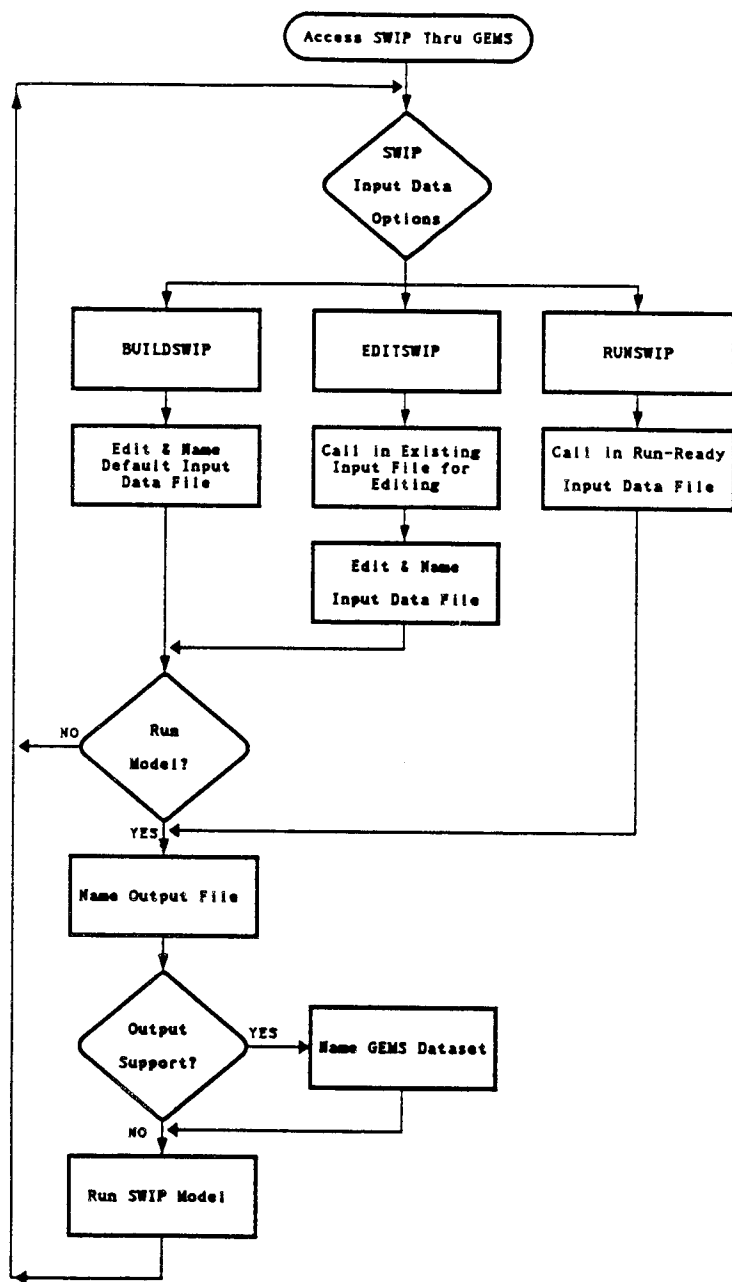 Access SWIP Thru GEMS
SWIP
Input Data
Options
BUILDSWIP
EDITSWIP
RUNSWIP
Edit & Name
Default Input
Data File
Call in Existing
Input File for
Editing
Call in Run-Ready
Input Data File
Edit & Name
Input Data File
Run
Model?
NO
YES
Name Output File
Output
Support?
YES
Name GEMS Dataset
NO
Run SWIP Model